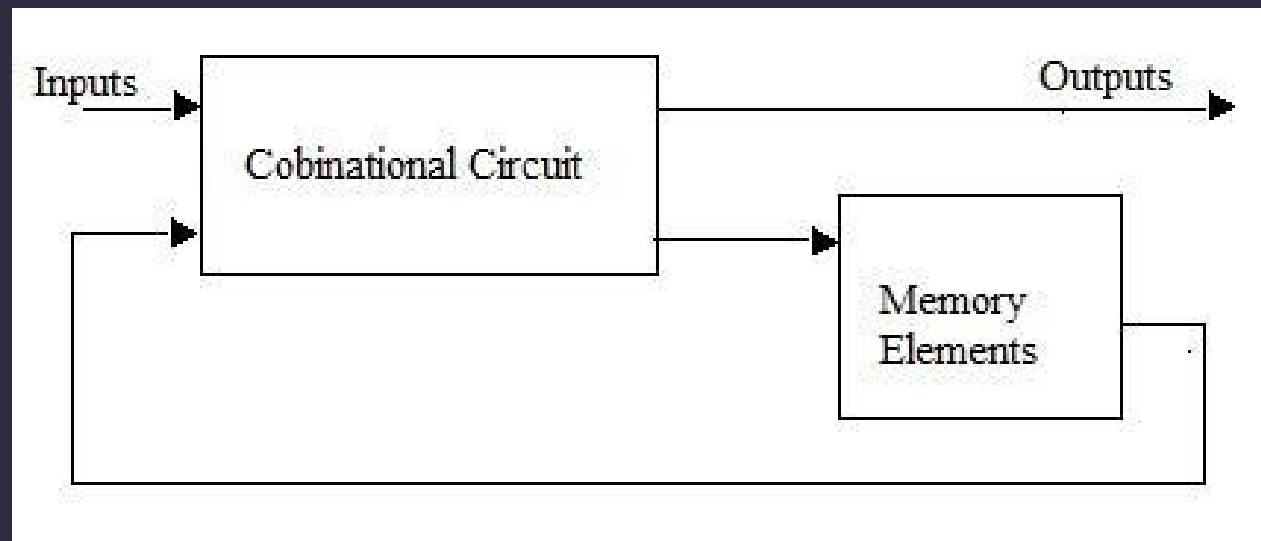 Inputs
Outputs
Cobinational Circuit
Memory
Elements